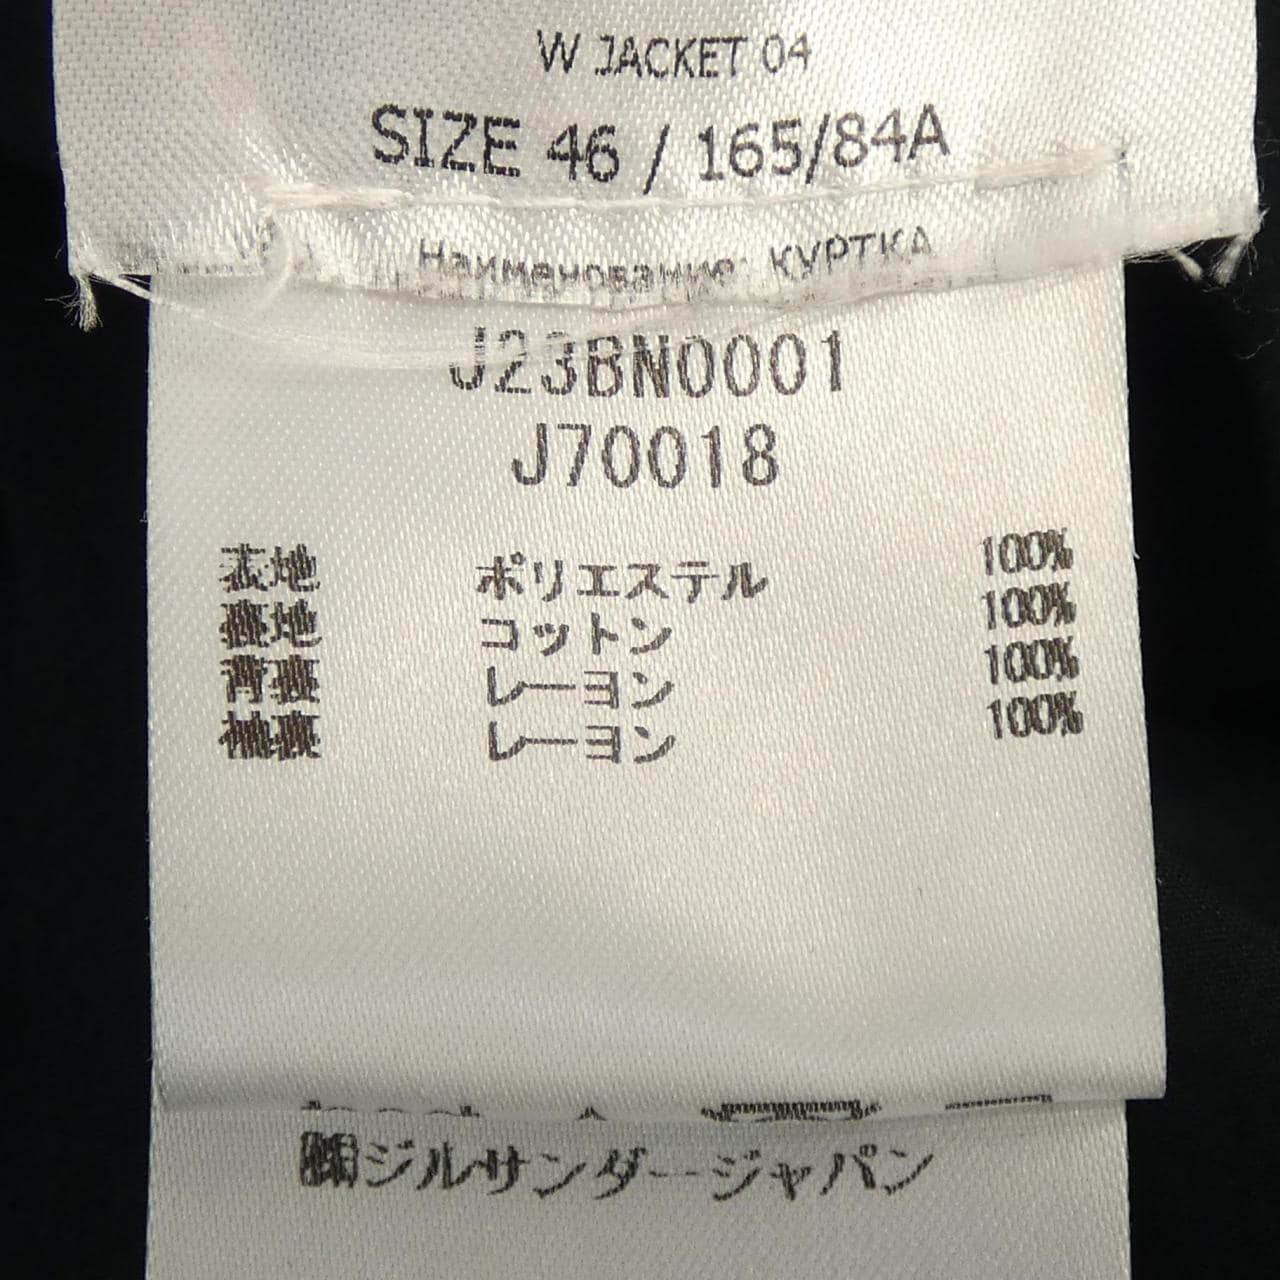 W JACKET 04
SIZE 46 / 165/84A
Наименование: КУРТКА
J23BN0001
J70018
表地 ポリエステル 100%
裏地 コットン 100%
背裏 レーヨン 100%
袖裏 レーヨン 100%
㈱ジルサンダージャパン